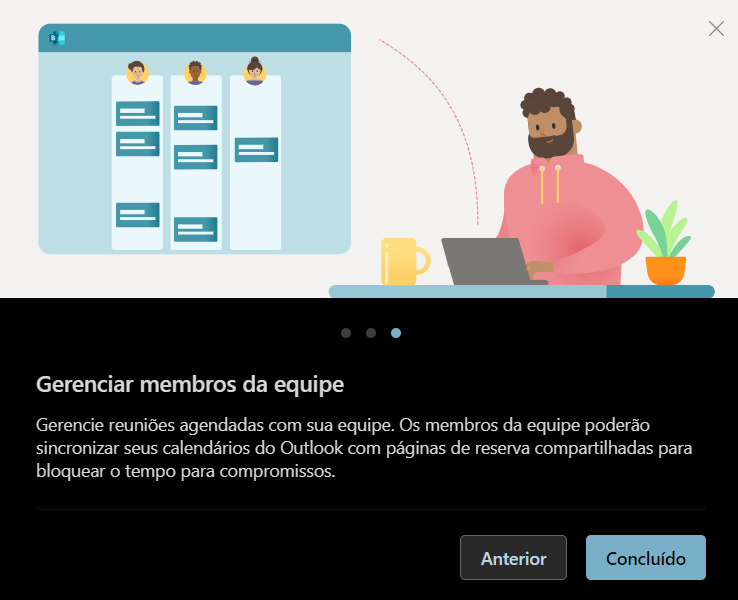 Gerenciar membros da equipe
Gerencie reuniões agendadas com sua equipe. Os membros da equipe poderão
sincronizar seus calendários do Outlook com páginas de reserva compartilhadas para
bloquear o tempo para compromissos.
Anterior
Concluído